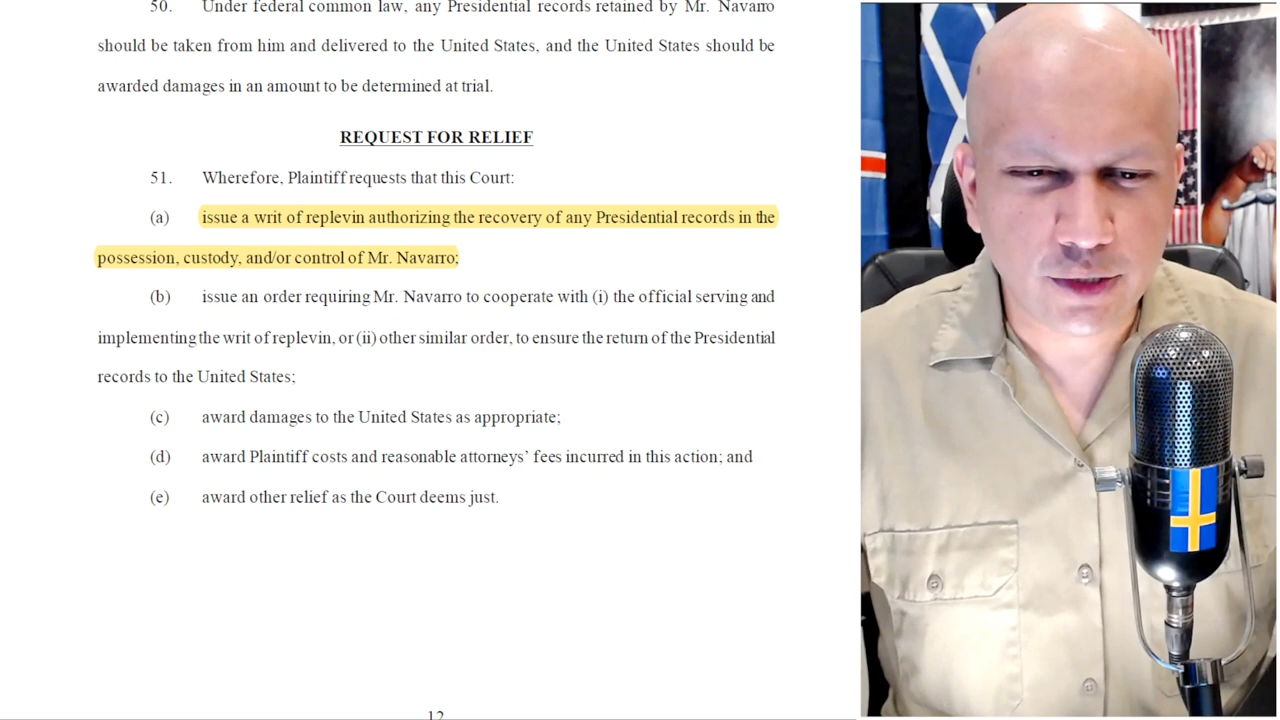 50. Under federal common law, any Presidential records retained by Mr. Navarro
should be taken from him and delivered to the United States, and the United States should be
awarded damages in an amount to be determined at trial.
REQUEST FOR RELIEF
51. Wherefore, Plaintiff requests that this Court:
(a) issue a writ of replevin authorizing the recovery of any Presidential records in the
possession, custody, and/or control of Mr. Navarro;
(b) issue an order requiring Mr. Navarro to cooperate with (i) the official serving and
implementing the writ of replevin, or (ii) other similar order, to ensure the return of the Presidential
records to the United States;
(c) award damages to the United States as appropriate;
(d) award Plaintiff costs and reasonable attorneys’ fees incurred in this action; and
(e) award other relief as the Court deems just.
12